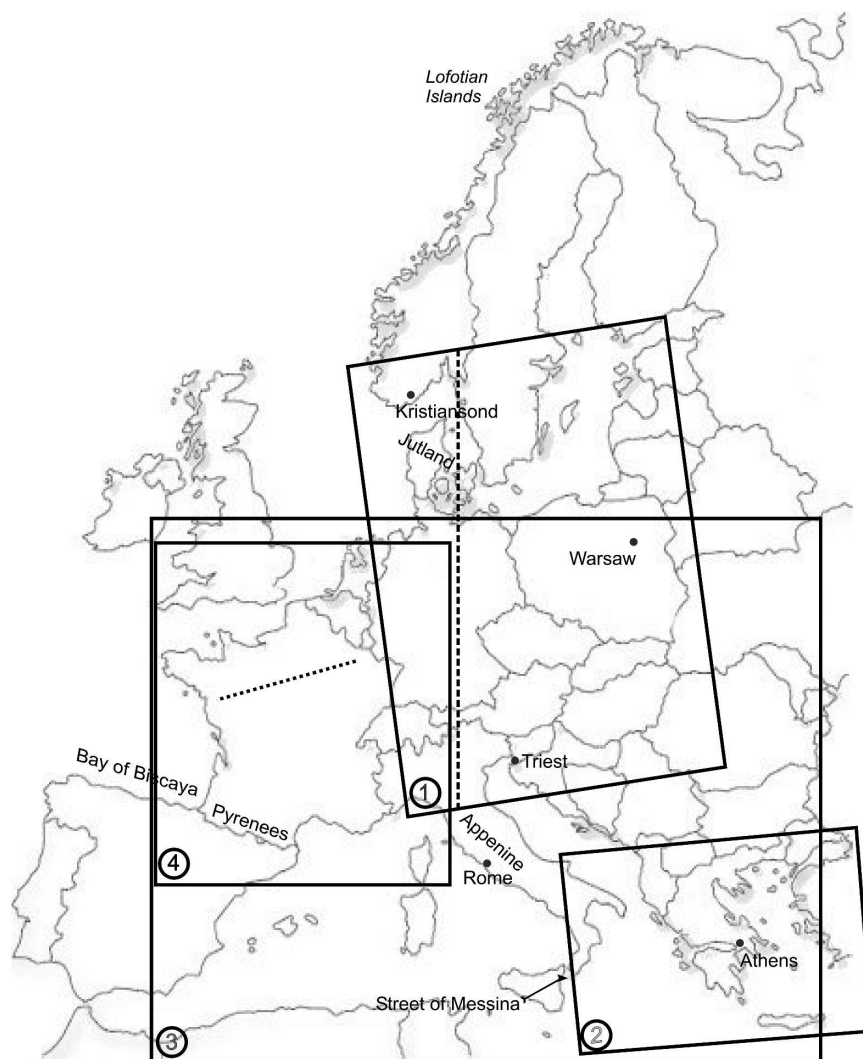 Lofotian
Islands
Kristiansond
Jutland
Warsaw
Triest
Bay of Biscaya
1
Pyrenees
Appenine
4
Rome
Athens
Street of Messina
3
2